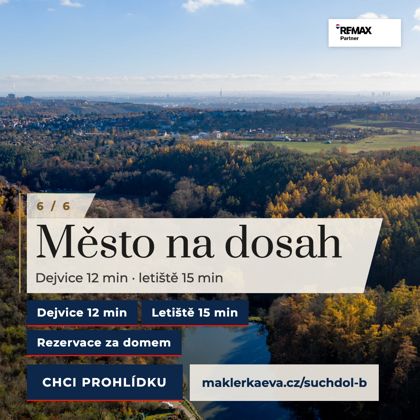 RE/MAX
Partner
6 / 6
Město na dosah
Dejvice 12 min · letiště 15 min
Dejvice 12 min
Letiště 15 min
Rezervace za domem
CHCI PROHLÍDKU
maklerkaeva.cz/suchdol-b